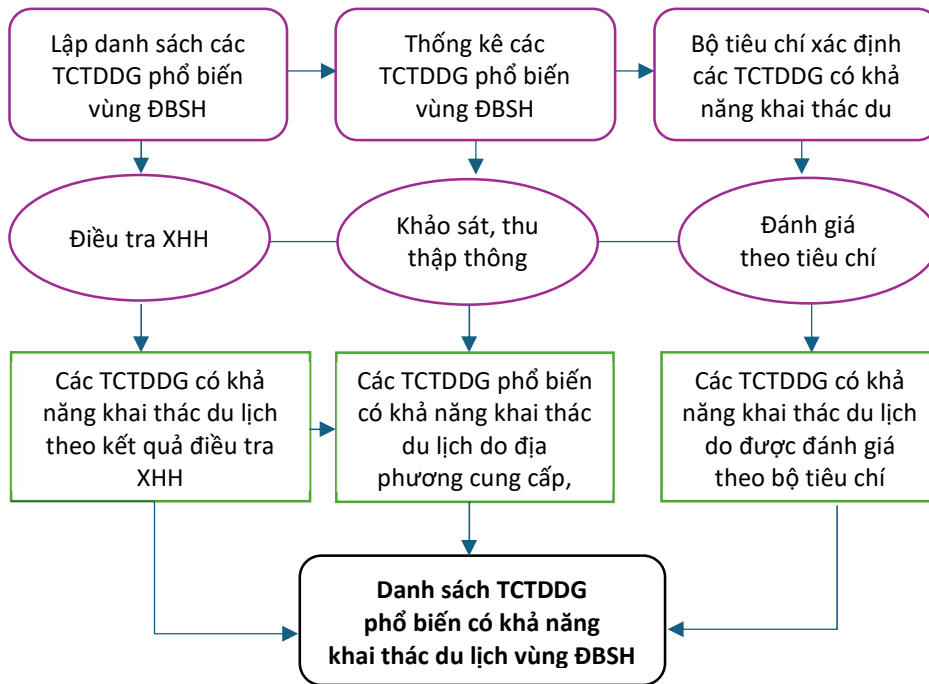 Lập danh sách các
TCTDDG phổ biến
vùng ĐBSH
Thống kê các
TCTDDG phổ biến
vùng ĐBSH
Bộ tiêu chí xác định
các TCTDDG có khả
năng khai thác du
Điều tra XHH
Khảo sát, thu
thập thông
Đánh giá
theo tiêu chí
Các TCTDDG có khả
năng khai thác du lịch
theo kết quả điều tra
XHH
Các TCTDDG phổ biến
có khả năng khai thác
du lịch do địa
phương cung cấp,
Các TCTDDG có khả
năng khai thác du lịch
do được đánh giá
theo bộ tiêu chí
Danh sách TCTDDG
phổ biến có khả năng
khai thác du lịch vùng ĐBSH